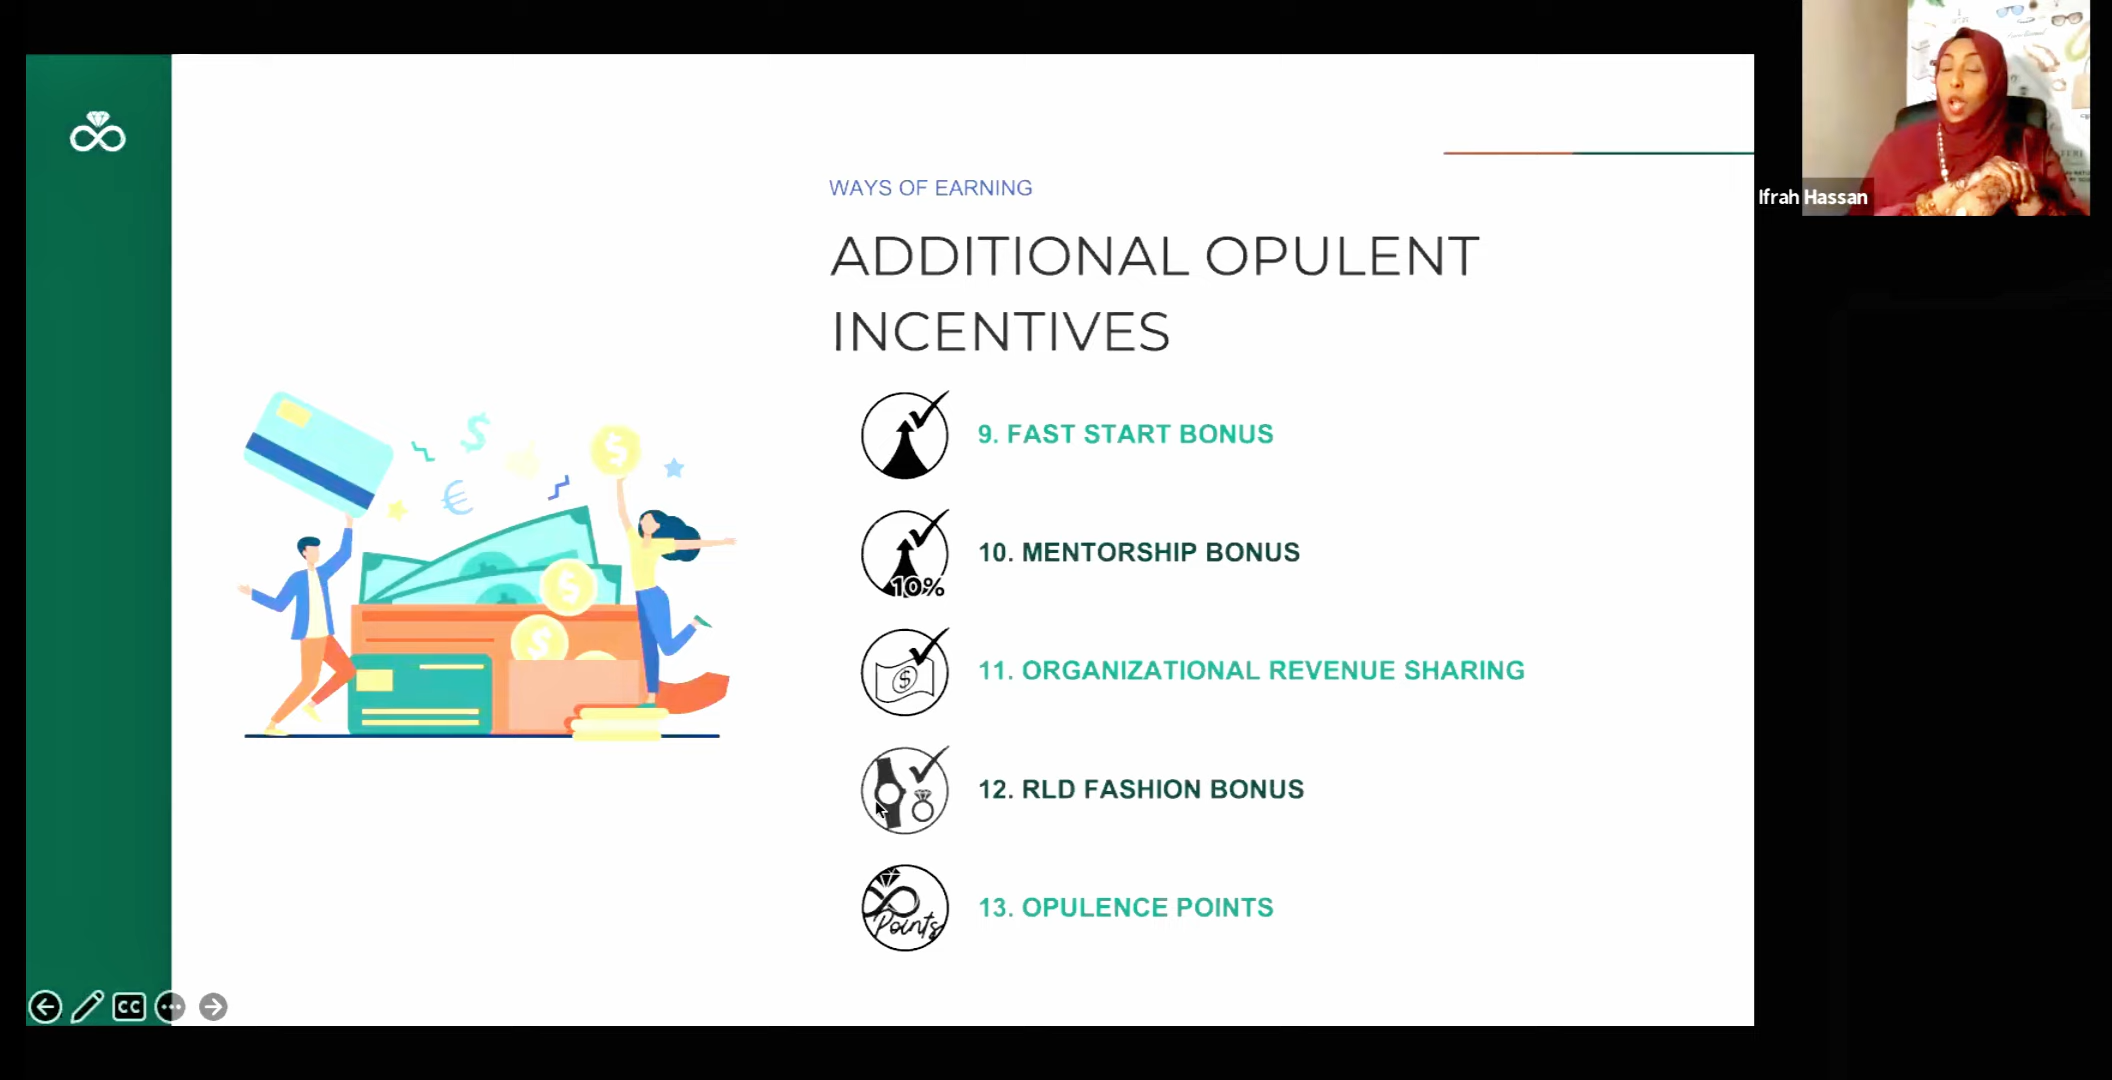 WAYS OF EARNING
ADDITIONAL OPULENT
INCENTIVES
9. FAST START BONUS
10%
10. MENTORSHIP BONUS
11. ORGANIZATIONAL REVENUE SHARING
12. RLD FASHION BONUS
Points
13. OPULENCE POINTS
CC
Ifrah Hassan